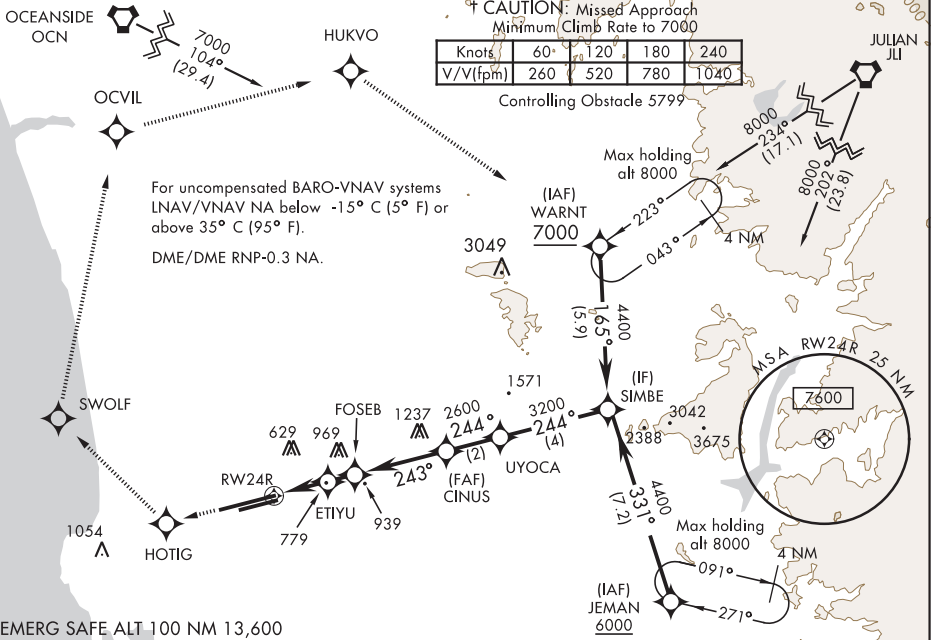 † CAUTION: Missed Approach
Minimum Climb Rate to 7000
Knots 60 120 180 240
V/V(fpm) 260 520 780 1040
Controlling Obstacle 5799
OCEANSIDE
OCN
7000
104°
(29.4)
HUKVO
JULIAN
JLI
OCVIL
8000
234°
(17.1)
8000
202°
(23.8)
Max holding
alt 8000
For uncompensated BARO-VNAV systems
LNAV/VNAV NA below -15° C (5° F) or
above 35° C (95° F).
DME/DME RNP-0.3 NA.
(IAF)
WARNT
7000
223°
043°
4 NM
3049
4400
165°
(5.9)
MSA RW24R 25 NM
7600
(IF)
SIMBE
1571
3042
2388
3675
SWOLF
FOSEB
629
969
1237
2600
244°
(2)
3200
244°
(4)
UYOCA
(FAF)
CINUS
243°
RW24R
ETIYU
779
939
4400
331°
(7.2)
1054
HOTIG
Max holding
alt 8000
4 NM
091°
271°
(IAF)
JEMAN
6000
EMERG SAFE ALT 100 NM 13,600